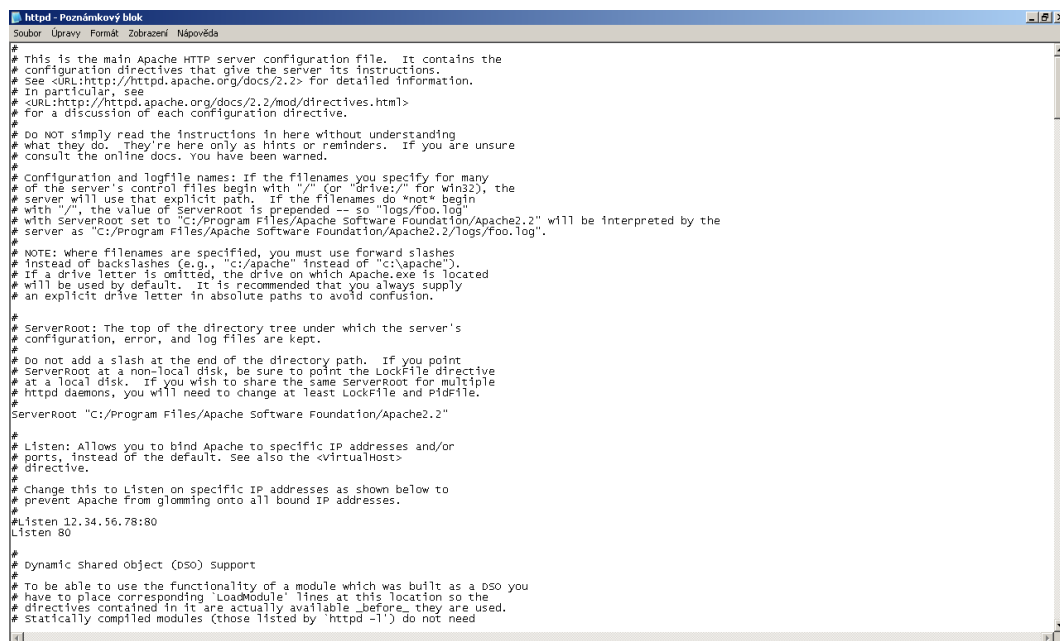 httpd - Poznámkový blok
Soubor Úpravy Formát Zobrazení Nápověda
#
# This is the main Apache HTTP server configuration file.  It contains the
# configuration directives that give the server its instructions.
# See <URL:http://httpd.apache.org/docs/2.2> for detailed information.
# In particular, see
# <URL:http://httpd.apache.org/docs/2.2/mod/directives.html>
# for a discussion of each configuration directive.
#
# Do NOT simply read the instructions in here without understanding
# what they do.  They're here only as hints or reminders.  If you are unsure
# consult the online docs. You have been warned.
#
# Configuration and logfile names: If the filenames you specify for many
# of the server's control files begin with "/" (or "drive:/" for Win32), the
# server will use that explicit path.  If the filenames do *not* begin
# with "/", the value of ServerRoot is prepended -- so "logs/foo.log"
# with ServerRoot set to "C:/Program Files/Apache Software Foundation/Apache2.2" will be interpreted by the
# server as "C:/Program Files/Apache Software Foundation/Apache2.2/logs/foo.log".
#
# NOTE: Where filenames are specified, you must use forward slashes
# instead of backslashes (e.g., "c:/apache" instead of "c:\apache").
# If a drive letter is omitted, the drive on which Apache.exe is located
# will be used by default.  It is recommended that you always supply
# an explicit drive letter in absolute paths to avoid confusion.
#
# ServerRoot: The top of the directory tree under which the server's
# configuration, error, and log files are kept.
#
# Do not add a slash at the end of the directory path.  If you point
# ServerRoot at a non-local disk, be sure to point the LockFile directive
# at a local disk.  If you wish to share the same ServerRoot for multiple
# httpd daemons, you will need to change at least LockFile and PidFile.
#
ServerRoot "C:/Program Files/Apache Software Foundation/Apache2.2"
#
# Listen: Allows you to bind Apache to specific IP addresses and/or
# ports, instead of the default. See also the <VirtualHost>
# directive.
#
# Change this to Listen on specific IP addresses as shown below to
# prevent Apache from glomming onto all bound IP addresses.
#
#Listen 12.34.56.78:80
Listen 80
#
# Dynamic Shared Object (DSO) Support
#
# To be able to use the functionality of a module which was built as a DSO you
# have to place corresponding `LoadModule' lines at this location so the
# directives contained in it are actually available _before_ they are used.
# Statically compiled modules (those listed by `httpd -l') do not need